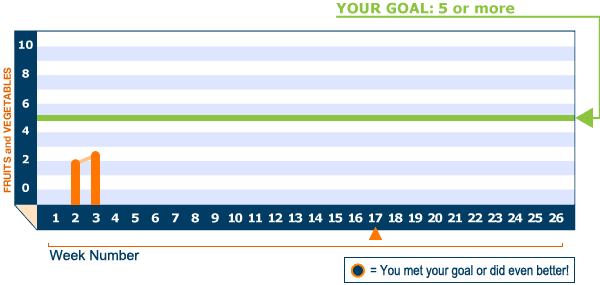 YOUR GOAL: 5 or more
FRUITS and VEGETABLES
10
8
6
4
2
0
1 2 3 4 5 6 7 8 9 10 11 12 13 14 15 16 17 18 19 20 21 22 23 24 25 26
Week Number
= You met your goal or did even better!